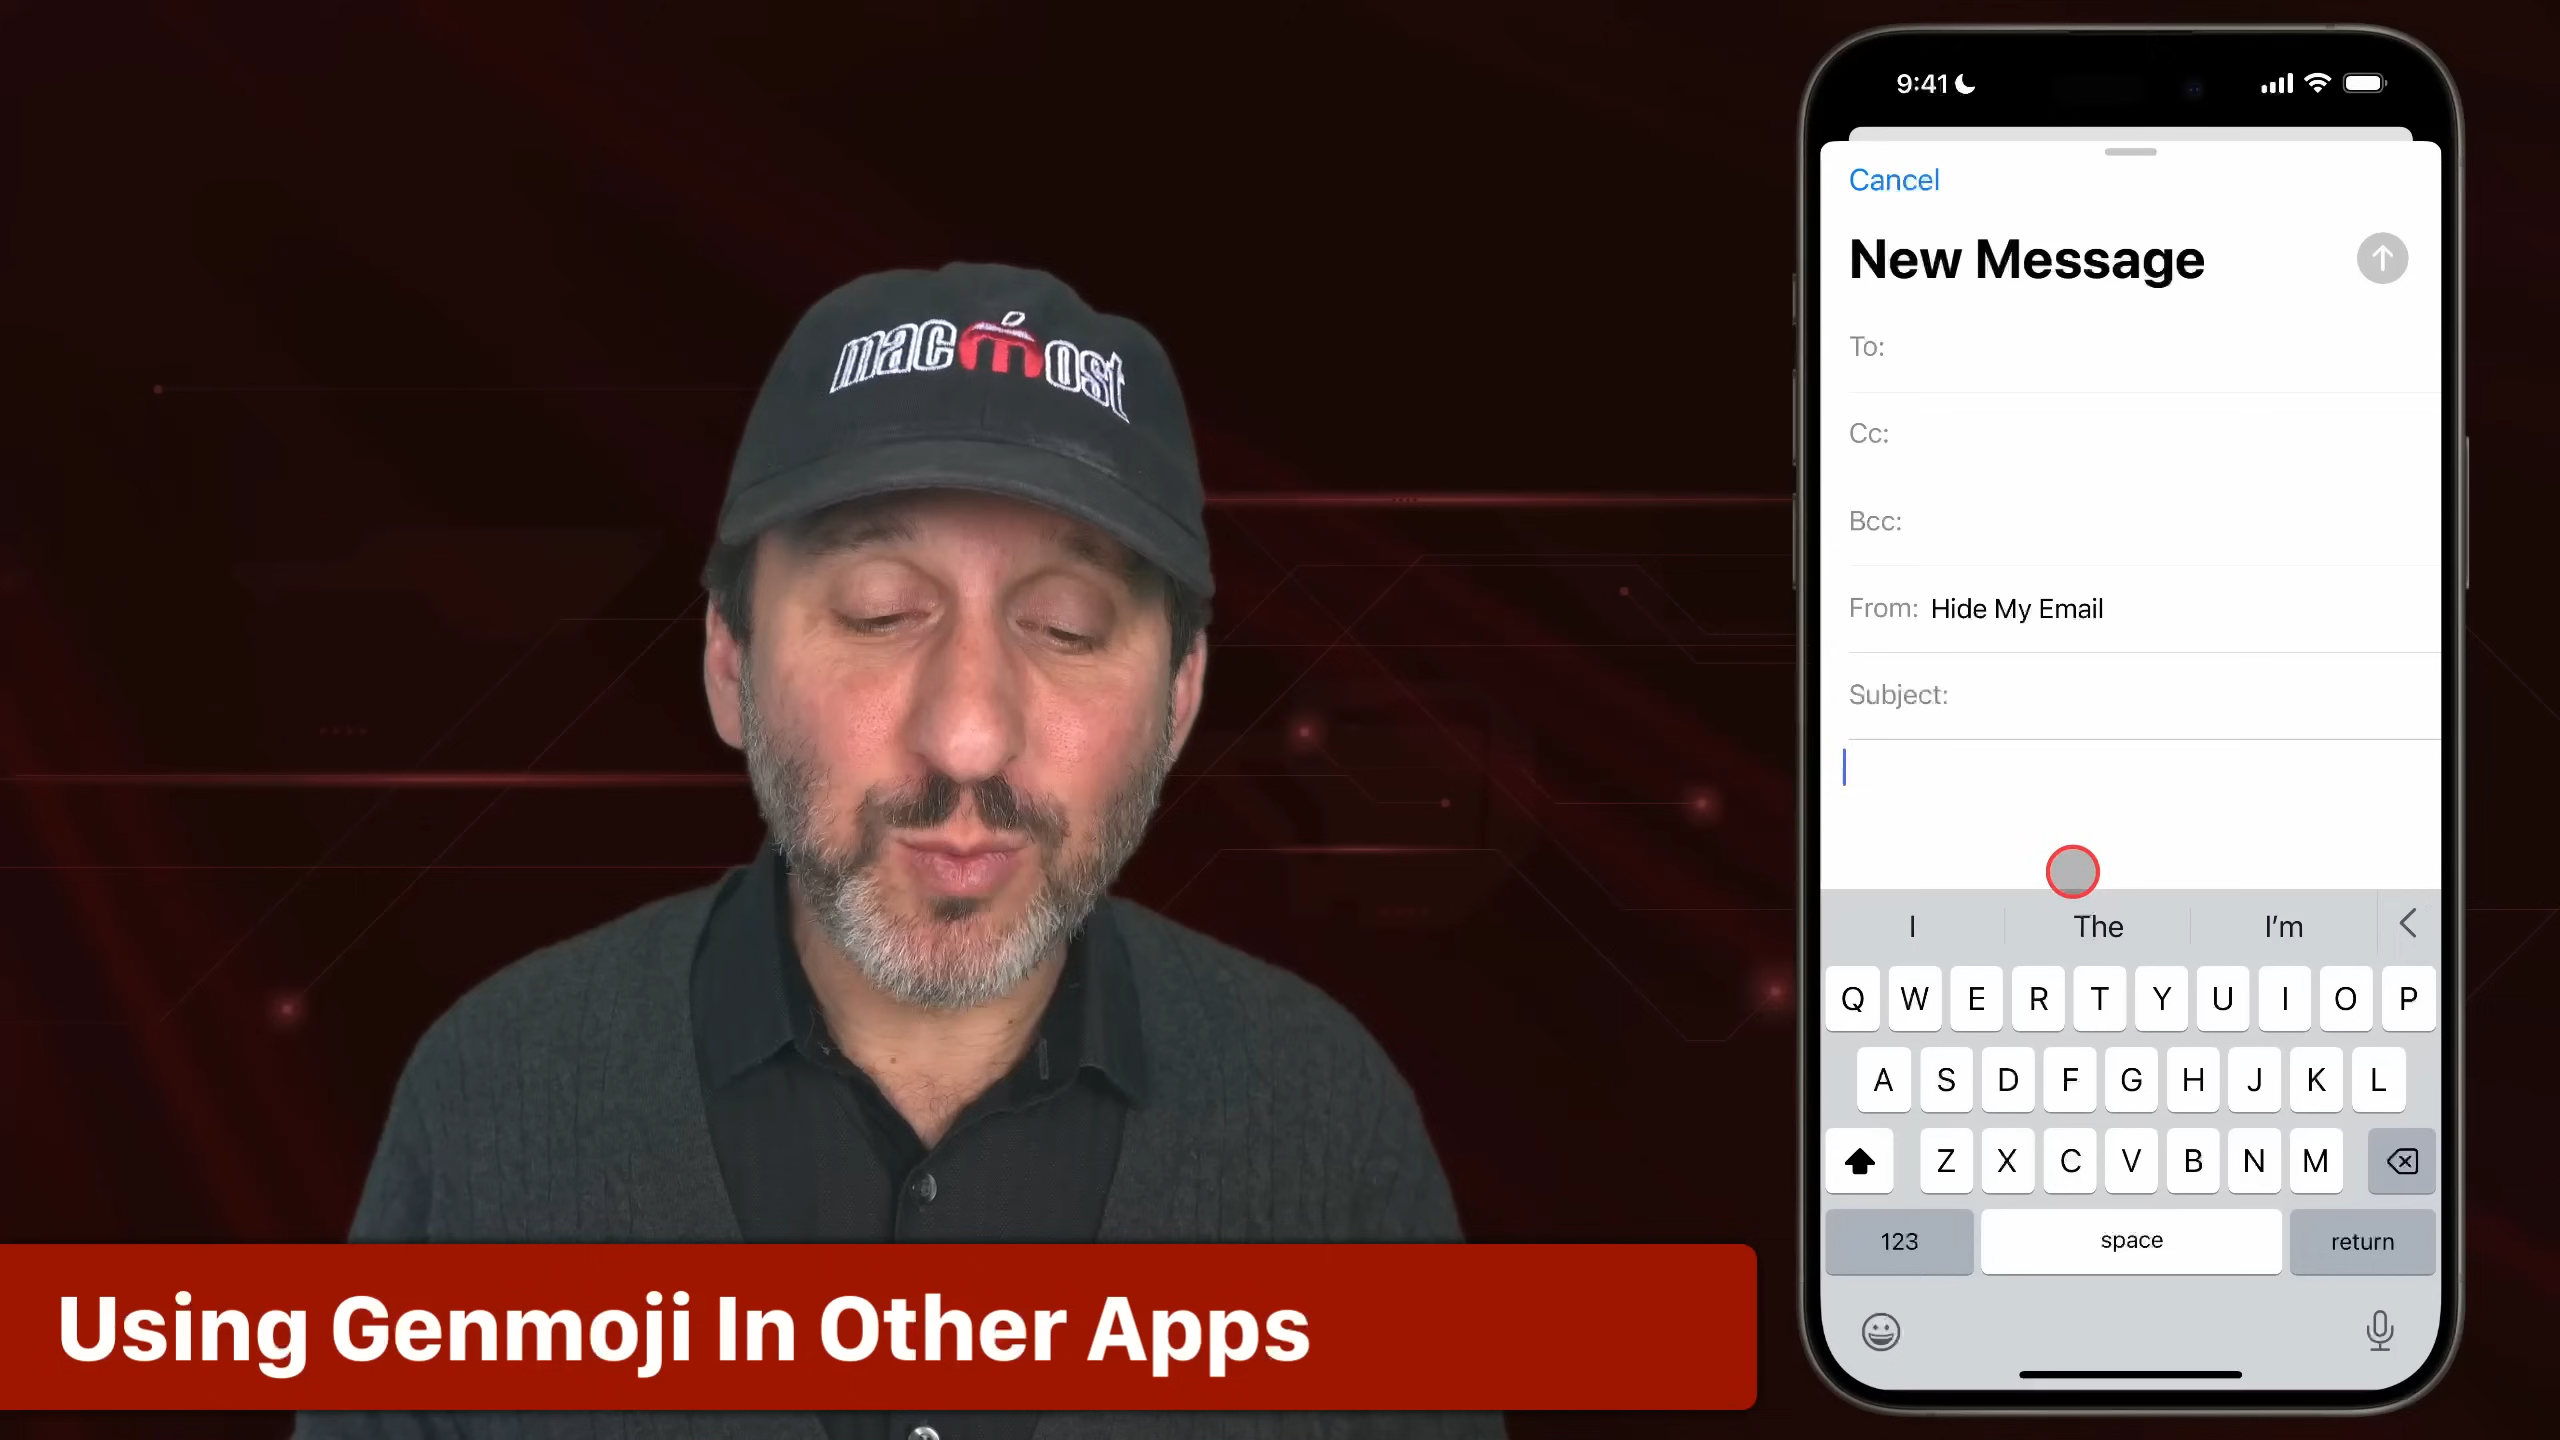 macmost
9:41
Cancel
New Message
To:
Cc:
Bcc:
From: Hide My Email
Subject:
I The I’m
Q W E R T Y U I O P
A S D F G H J K L
Z X C V B N M
123 space return
Using Genmoji In Other Apps